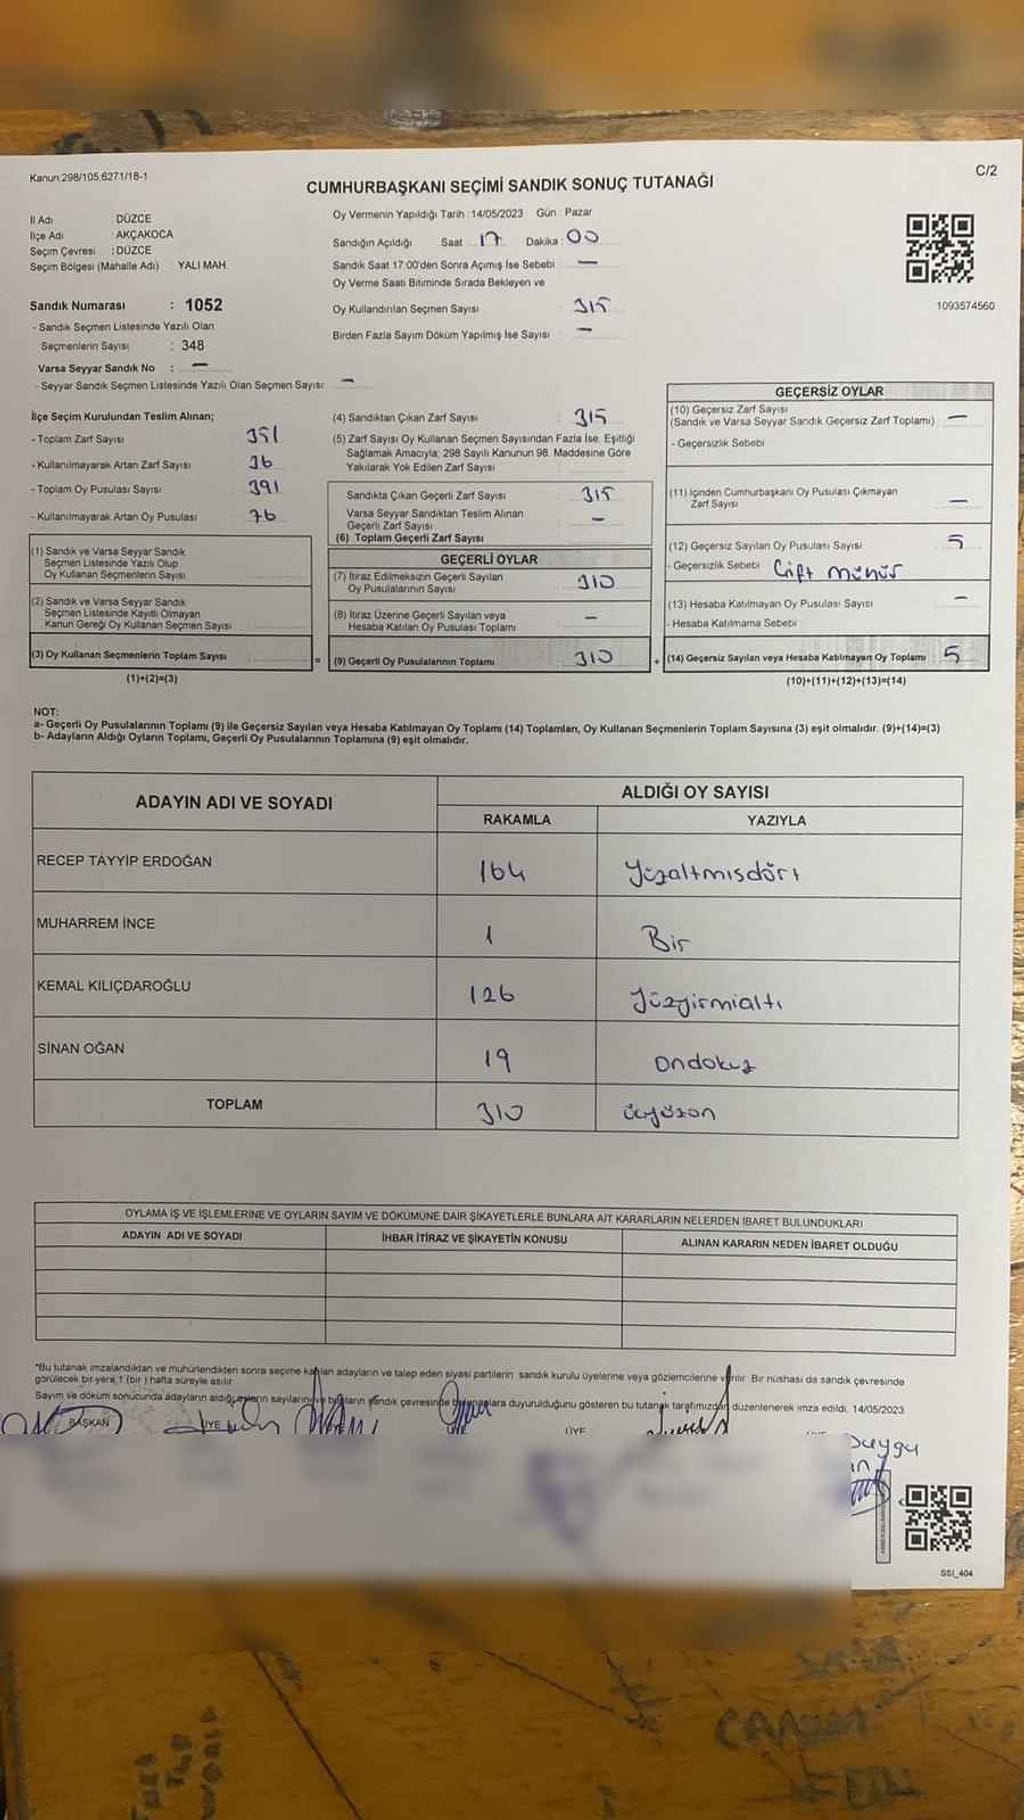 Kanun:298/105,6271/18-1
C/2
CUMHURBAŞKANI SEÇİMİ SANDIK SONUÇ TUTANAĞI
İl Adı : DÜZCE
İlçe Adı : AKÇAKOCA
Seçim Çevresi : DÜZCE
Seçim Bölgesi (Mahalle Adı) : YALI MAH.
Sandık Numarası : 1052
- Sandık Seçmen Listesinde Yazılı Olan
Seçmenlerin Sayısı : 348
Varsa Seyyar Sandık No : —
- Seyyar Sandık Seçmen Listesinde Yazılı Olan Seçmen Sayısı: —
Oy Vermenin Yapıldığı Tarih : 14/05/2023 Gün : Pazar
Sandığın Açıldığı Saat 17 Dakika : 00
Sandık Saat 17:00'den Sonra Açımış İse Sebebi —
Oy Verme Saati Bitiminde Sırada Bekleyen ve
Oy Kullandırılan Seçmen Sayısı : 315
Birden Fazla Sayım Döküm Yapılmış İse Sayısı : —
1093574560
İlçe Seçim Kurulundan Teslim Alınan;
- Toplam Zarf Sayısı 351
- Kullanılmayarak Artan Zarf Sayısı 36
- Toplam Oy Pusulası Sayısı 391
- Kullanılmayarak Artan Oy Pusulası 76
(1) Sandık ve Varsa Seyyar Sandık
Seçmen Listesinde Yazılı Olup
Oy Kullanan Seçmenlerin Sayısı
(2) Sandık ve Varsa Seyyar Sandık
Seçmen Listesinde Kayıtlı Olmayan
Kanun Gereği Oy Kullanan Seçmen Sayısı
(3) Oy Kullanan Seçmenlerin Toplam Sayısı
(1)+(2)=(3)
(4) Sandıktan Çıkan Zarf Sayısı : 315
(5) Zarf Sayısı Oy Kullanan Seçmen Sayısından Fazla İse, Eşitliği
Sağlamak Amacıyla; 298 Sayılı Kanunun 98. Maddesine Göre
Yakılarak Yok Edilen Zarf Sayısı
Sandıkta Çıkan Geçerli Zarf Sayısı : 315
Varsa Seyyar Sandıktan Teslim Alınan
Geçerli Zarf Sayısı : —
(6) Toplam Geçerli Zarf Sayısı
GEÇERLİ OYLAR
(7) İtiraz Edilmeksizin Geçerli Sayılan
Oy Pusulalarının Sayısı 310
(8) İtiraz Üzerine Geçerli Sayılan veya
Hesaba Katılan Oy Pusulası Toplamı —
= (9) Geçerli Oy Pusulalarının Toplamı 310
GEÇERSİZ OYLAR
(10) Geçersiz Zarf Sayısı
(Sandık ve Varsa Seyyar Sandık Geçersiz Zarf Toplamı) : —
- Geçersizlik Sebebi
(11) İçinden Cumhurbaşkanı Oy Pusulası Çıkmayan
Zarf Sayısı —
(12) Geçersiz Sayılan Oy Pusulası Sayısı 5
- Geçersizlik Sebebi Çift mühür
(13) Hesaba Katılmayan Oy Pusulası Sayısı —
- Hesaba Katılmama Sebebi
+ (14) Geçersiz Sayılan veya Hesaba Katılmayan Oy Toplamı 5
(10)+(11)+(12)+(13)=(14)
NOT:
a- Geçerli Oy Pusulalarının Toplamı (9) ile Geçersiz Sayılan veya Hesaba Katılmayan Oy Toplamı (14) Toplamları, Oy Kullanan Seçmenlerin Toplam Sayısına (3) eşit olmalıdır. (9)+(14)=(3)
b- Adayların Aldığı Oyların Toplamı, Geçerli Oy Pusulalarının Toplamına (9) eşit olmalıdır.
ADAYIN ADI VE SOYADI
ALDIĞI OY SAYISI
RAKAMLA YAZIYLA
RECEP TAYYİP ERDOĞAN 164 Yüzaltmışdört
MUHARREM İNCE 1 Bir
KEMAL KILIÇDAROĞLU 126 Yüzyirmialtı
SİNAN OĞAN 19 Ondokuz
TOPLAM 310 üçyüzon
OYLAMA İŞ VE İŞLEMLERİNE VE OYLARIN SAYIM VE DÖKÜMÜNE DAİR ŞİKAYETLERLE BUNLARA AİT KARARLARIN NELERDEN İBARET BULUNDUKLARI
ADAYIN ADI VE SOYADI İHBAR İTİRAZ VE ŞİKAYETİN KONUSU ALINAN KARARIN NEDEN İBARET OLDUĞU
*Bu tutanak imzalandıktan ve mühürlendikten sonra seçime katılan adayların ve talep eden siyasi partilerin sandık kurulu üyelerine veya gözlemcilerine verilir. Bir nüshası da sandık çevresinde
görülecek bir yere 1 (bir) hafta süreyle asılır.
Sayım ve döküm sonucunda adayların aldığı oyların sayılarını ve bunların sandık çevresinde duyurulduğunu gösteren bu tutanak tarafımızdan düzenlenerek imza edildi. 14/05/2023
BAŞKAN ÜYE ÜYE
Duygu
SSI_404